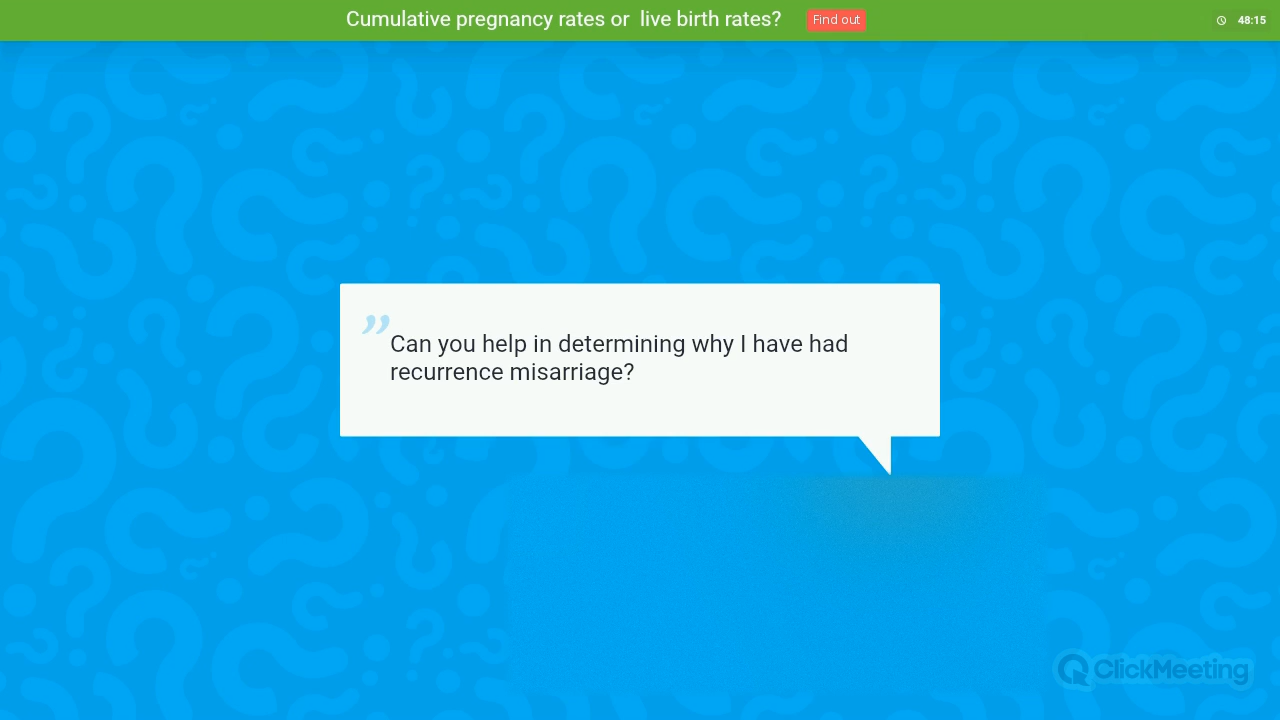 Cumulative pregnancy rates or  live birth rates? Find out 48:15
Can you help in determining why I have had
recurrence misarriage?
ClickMeeting